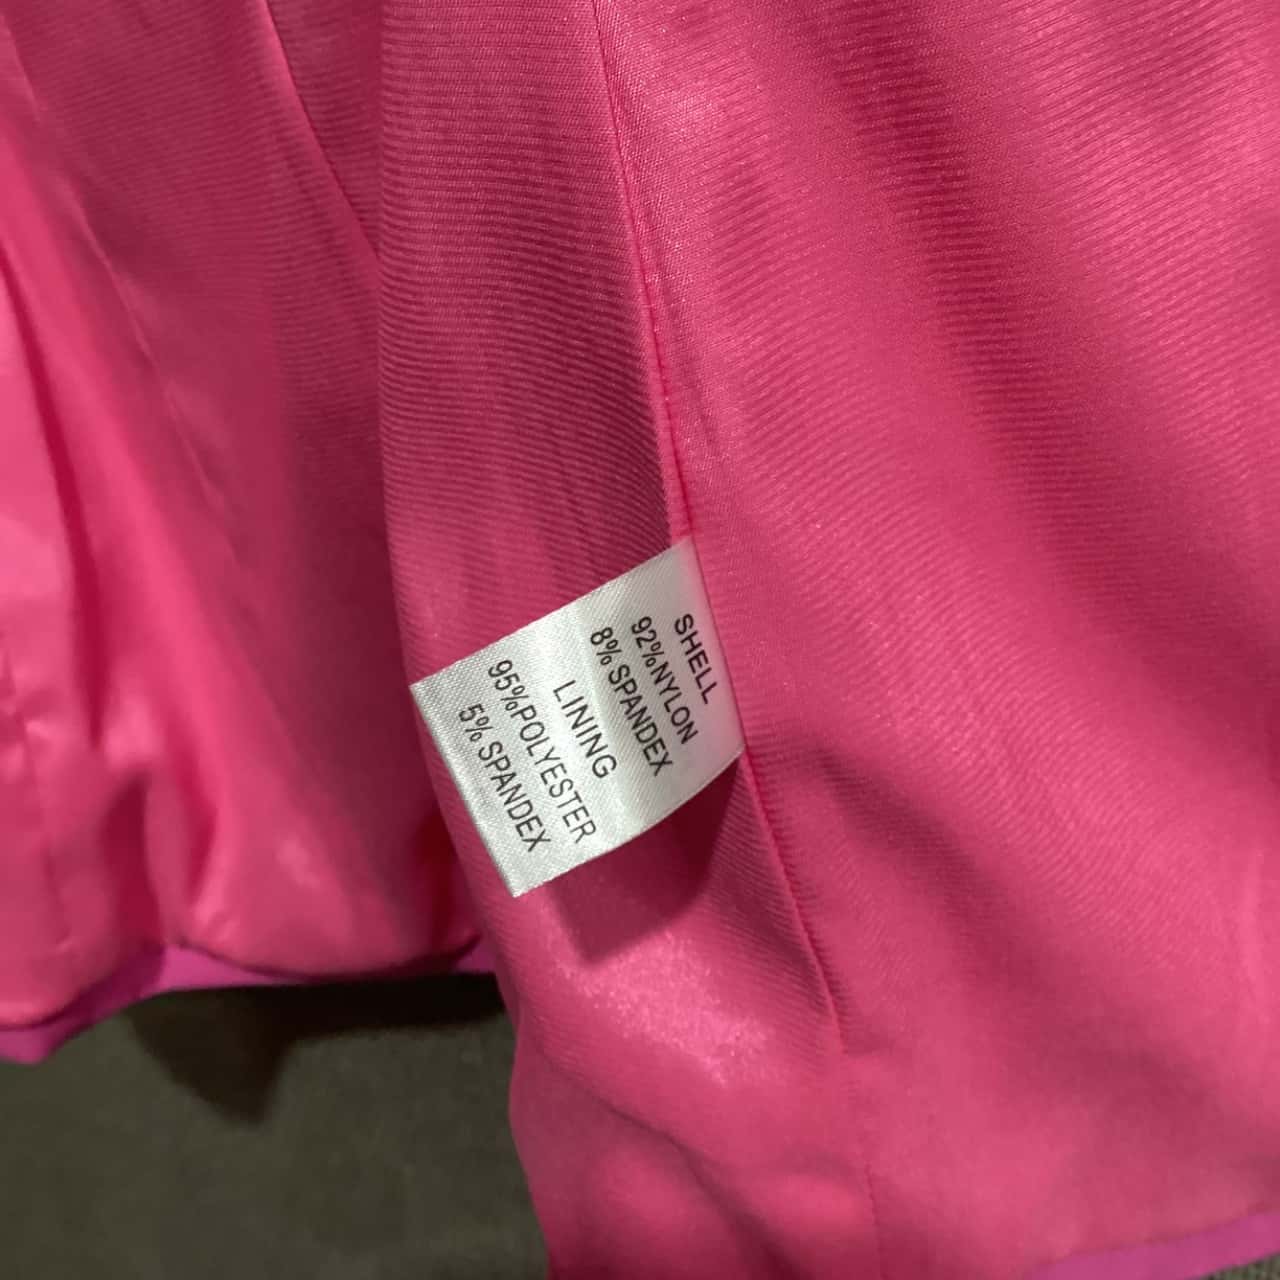 SHELL
92%NYLON
8% SPANDEX
LINING
95%POLYESTER
5% SPANDEX